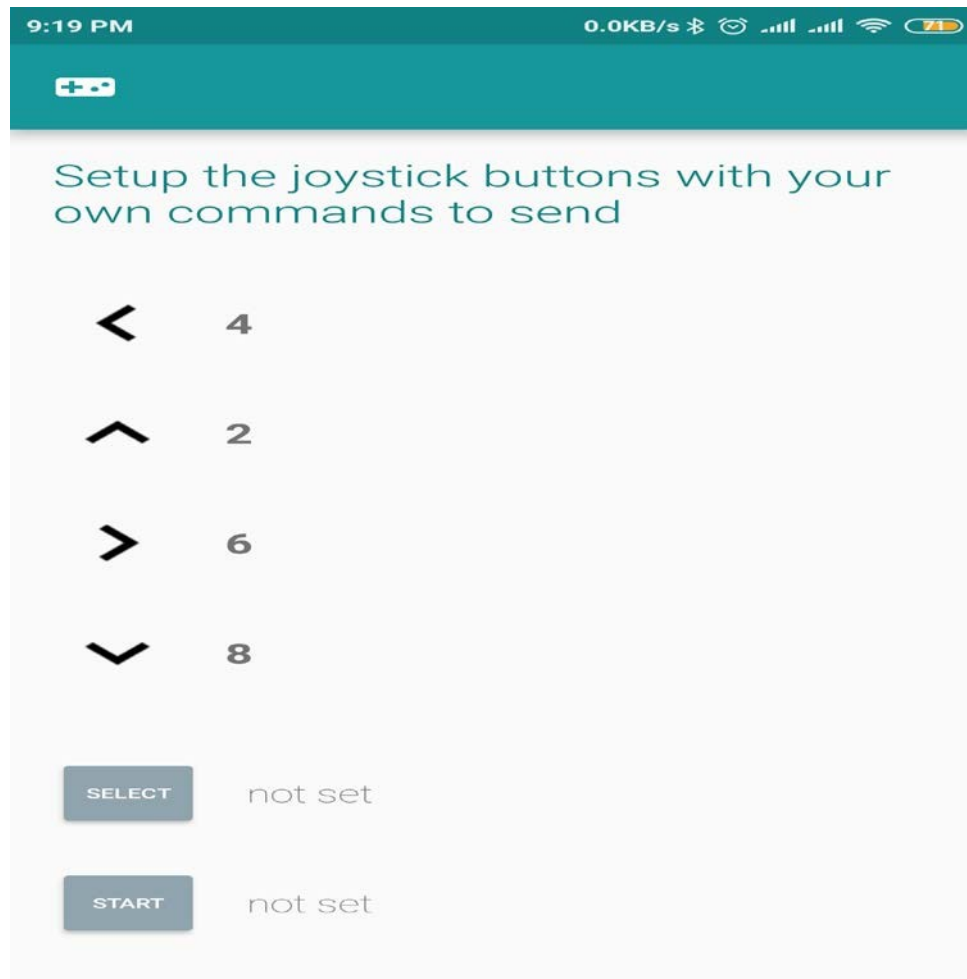 9:19 PM 0.0KB/s 71
Setup the joystick buttons with your
own commands to send
4
2
6
8
SELECT not set
START not set